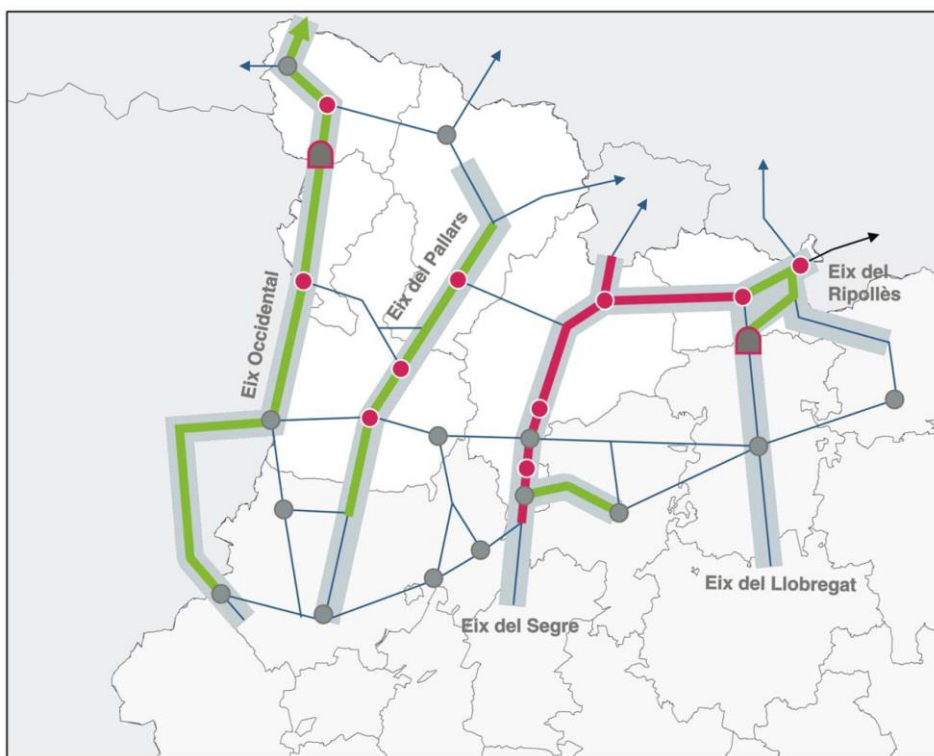 Eix Occidental
Eix del Pallars
Eix del
Ripollès
Eix del Segre
Eix del Llobregat